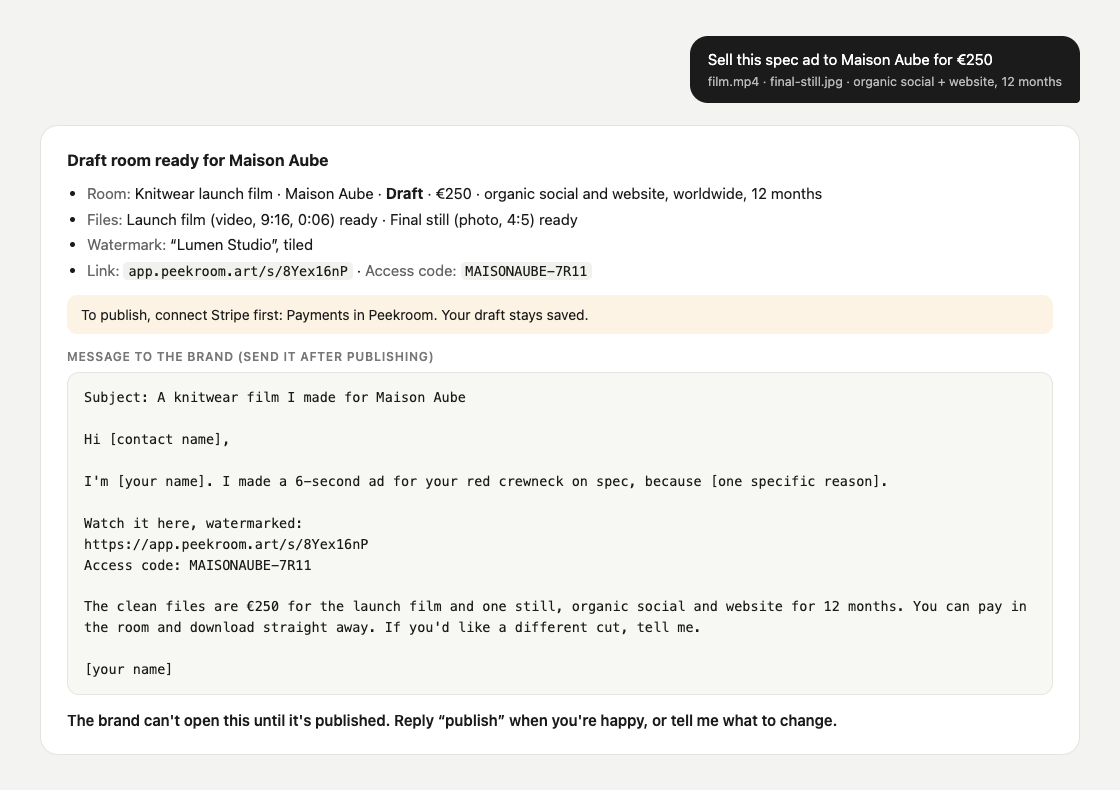 Sell this spec ad to Maison Aube for €250
film.mp4 · final-still.jpg · organic social + website, 12 months
Draft room ready for Maison Aube
• Room: Knitwear launch film · Maison Aube · Draft · €250 · organic social and website, worldwide, 12 months
• Files: Launch film (video, 9:16, 0:06) ready · Final still (photo, 4:5) ready
• Watermark: “Lumen Studio”, tiled
• Link: app.peekroom.art/s/8Yex16nP · Access code: MAISONAUBE-7R11
To publish, connect Stripe first: Payments in Peekroom. Your draft stays saved.
MESSAGE TO THE BRAND (SEND IT AFTER PUBLISHING)
Subject: A knitwear film I made for Maison Aube
Hi [contact name],
I'm [your name]. I made a 6-second ad for your red crewneck on spec, because [one specific reason].
Watch it here, watermarked:
https://app.peekroom.art/s/8Yex16nP
Access code: MAISONAUBE-7R11
The clean files are €250 for the launch film and one still, organic social and website for 12 months. You can pay in
the room and download straight away. If you'd like a different cut, tell me.
[your name]
The brand can't open this until it's published. Reply “publish” when you're happy, or tell me what to change.